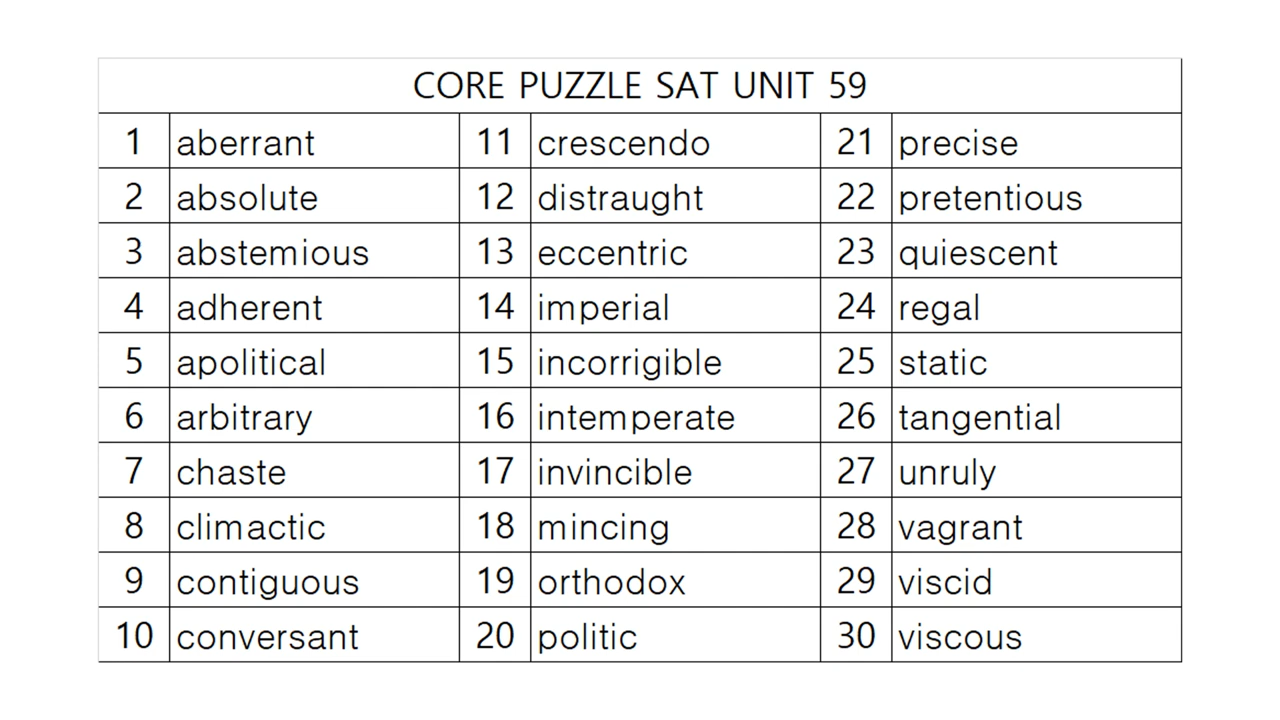 CORE PUZZLE SAT UNIT 59
1 aberrant 11 crescendo 21 precise
2 absolute 12 distraught 22 pretentious
3 abstemious 13 eccentric 23 quiescent
4 adherent 14 imperial 24 regal
5 apolitical 15 incorrigible 25 static
6 arbitrary 16 intemperate 26 tangential
7 chaste 17 invincible 27 unruly
8 climactic 18 mincing 28 vagrant
9 contiguous 19 orthodox 29 viscid
10 conversant 20 politic 30 viscous